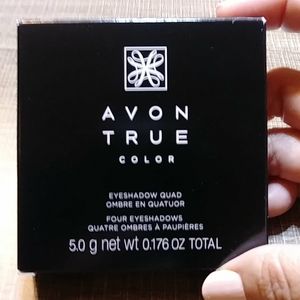 AVON
TRUE
COLOR
EYESHADOW QUAD
OMBRE EN QUATUOR
FOUR EYESHADOWS
QUATRE OMBRES À PAUPIÈRES
5.0 g net wt 0.176 OZ TOTAL